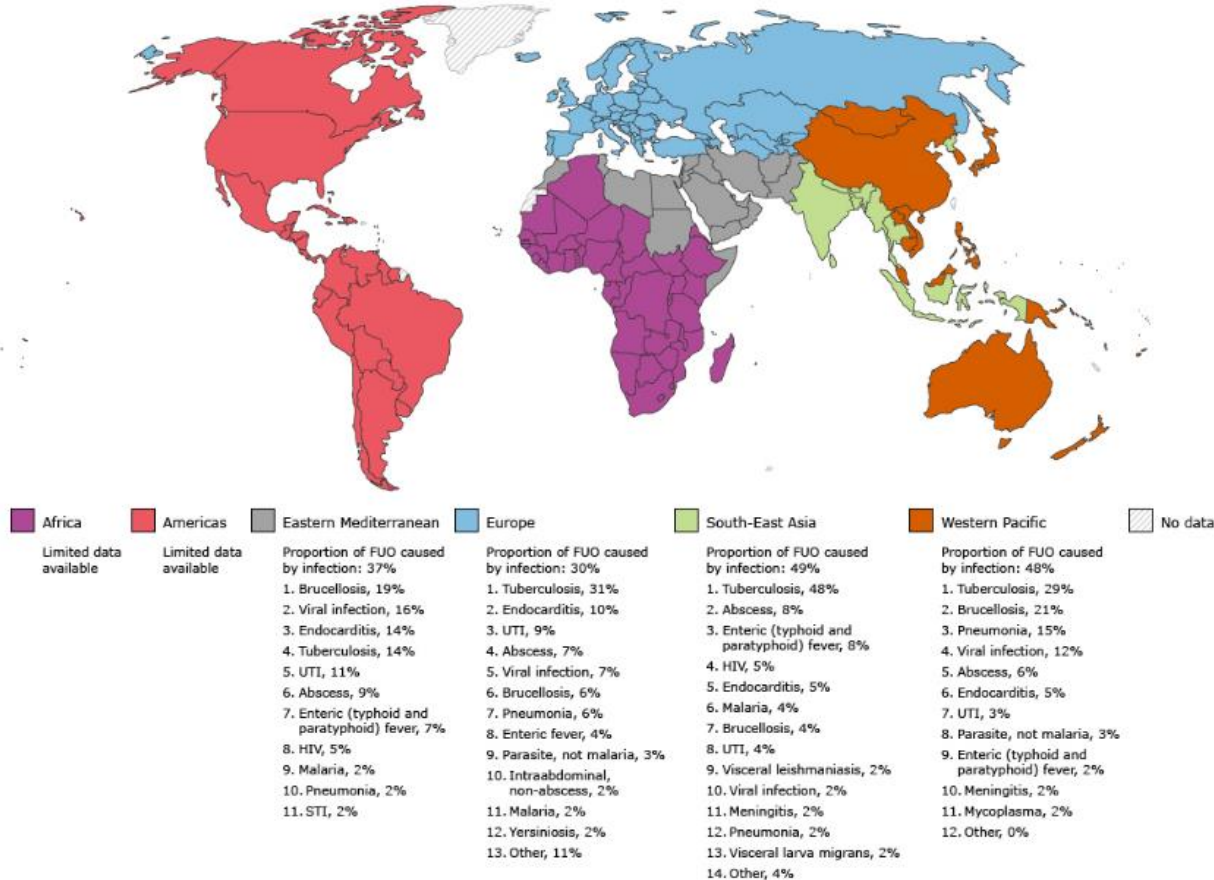 Africa
Limited data
available
Americas
Limited data
available
Eastern Mediterranean
Proportion of FUO caused
by infection: 37%
1. Brucellosis, 19%
2. Viral infection, 16%
3. Endocarditis, 14%
4. Tuberculosis, 14%
5. UTI, 11%
6. Abscess, 9%
7. Enteric (typhoid and
paratyphoid) fever, 7%
8. HIV, 5%
9. Malaria, 2%
10. Pneumonia, 2%
11. STI, 2%
Europe
Proportion of FUO caused
by infection: 30%
1. Tuberculosis, 31%
2. Endocarditis, 10%
3. UTI, 9%
4. Abscess, 7%
5. Viral infection, 7%
6. Brucellosis, 6%
7. Pneumonia, 6%
8. Enteric fever, 4%
9. Parasite, not malaria, 3%
10. Intraabdominal,
non-abscess, 2%
11. Malaria, 2%
12. Yersiniosis, 2%
13. Other, 11%
South-East Asia
Proportion of FUO caused
by infection: 49%
1. Tuberculosis, 48%
2. Abscess, 8%
3. Enteric (typhoid and
paratyphoid) fever, 8%
4. HIV, 5%
5. Endocarditis, 5%
6. Malaria, 4%
7. Brucellosis, 4%
8. UTI, 4%
9. Visceral leishmaniasis, 2%
10. Viral infection, 2%
11. Meningitis, 2%
12. Pneumonia, 2%
13. Visceral larva migrans, 2%
14. Other, 4%
Western Pacific
Proportion of FUO caused
by infection: 48%
1. Tuberculosis, 29%
2. Brucellosis, 21%
3. Pneumonia, 15%
4. Viral infection, 12%
5. Abscess, 6%
6. Endocarditis, 5%
7. UTI, 3%
8. Parasite, not malaria, 3%
9. Enteric (typhoid and
paratyphoid) fever, 2%
10. Meningitis, 2%
11. Mycoplasma, 2%
12. Other, 0%
No data